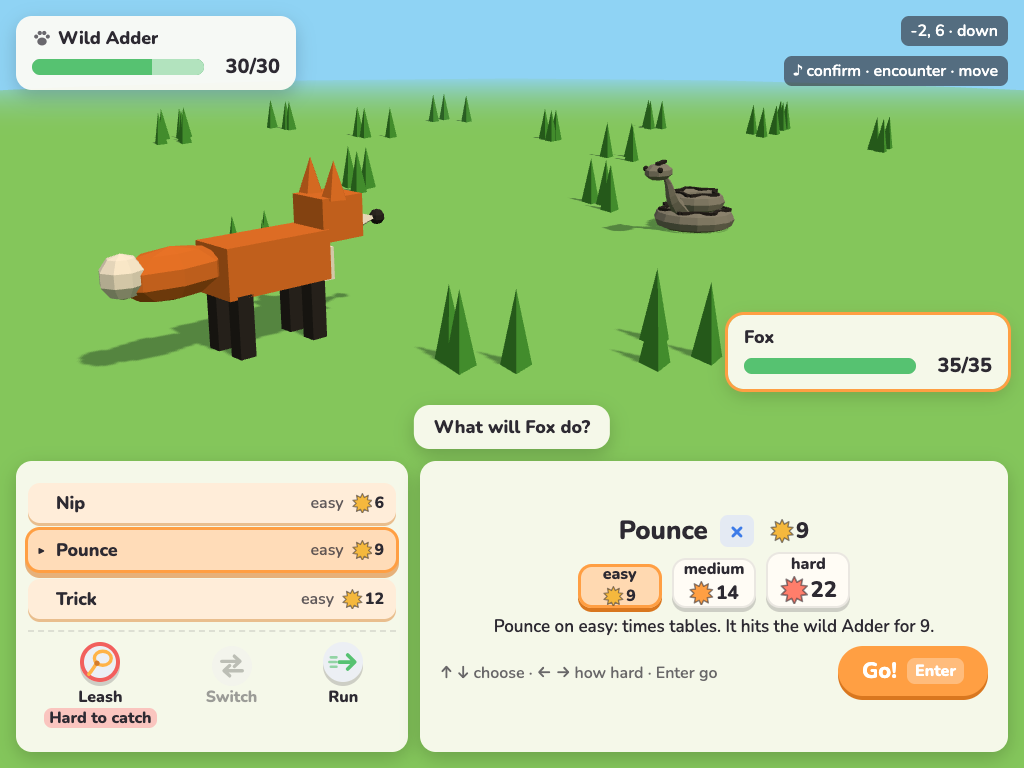 Wild Adder
30/30
-2, 6 · down
♪ confirm · encounter · move
Fox
35/35
What will Fox do?
Nip easy 6
Pounce easy 9
Trick easy 12
Leash
Hard to catch
Switch
Run
Pounce × 9
easy 9
medium 14
hard 22
Pounce on easy: times tables. It hits the wild Adder for 9.
↑ ↓ choose · ← → how hard · Enter go
Go! Enter